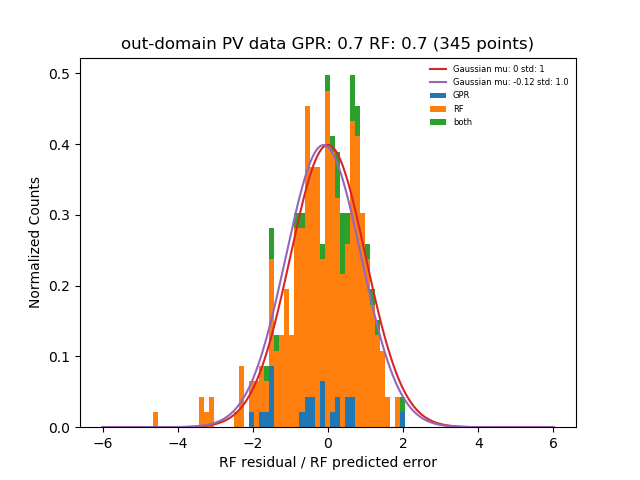 out-domain PV data GPR: 0.7 RF: 0.7 (345 points)
Gaussian mu: 0 std: 1
Gaussian mu: -0.12 std: 1.0
GPR
RF
both
Normalized Counts
0.5
0.4
0.3
0.2
0.1
0.0
−6 −4 −2 0 2 4 6
RF residual / RF predicted error